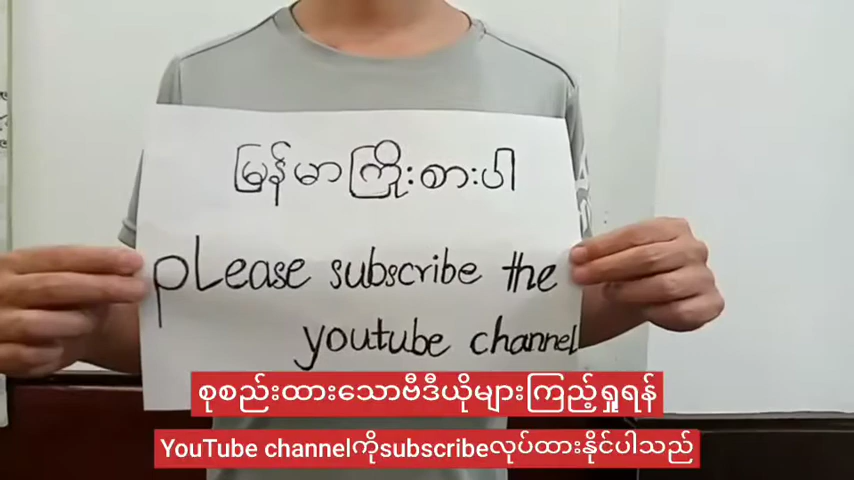 မြန်မာကြိုးစားပါ
please subscribe the
youtube channel
စုစည်းထားသောဗီဒီယိုများကြည့်ရှုရန်
YouTube channelကိုsubscribeလုပ်ထားနိုင်ပါသည်